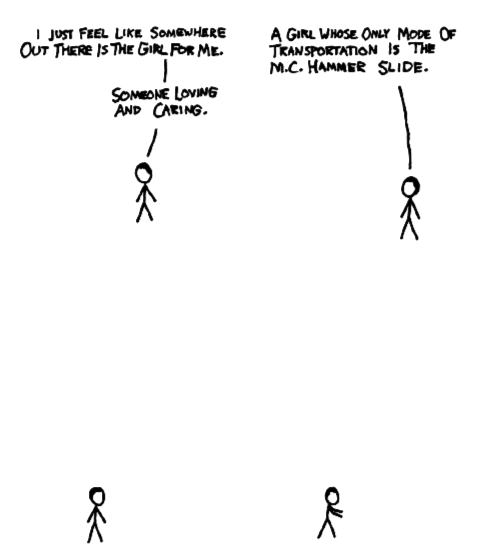 I JUST FEEL LIKE SOMEWHERE
OUT THERE IS THE GIRL FOR ME.
SOMEONE LOVING
AND CARING.
A GIRL WHOSE ONLY MODE OF
TRANSPORTATION IS THE
M.C. HAMMER SLIDE.